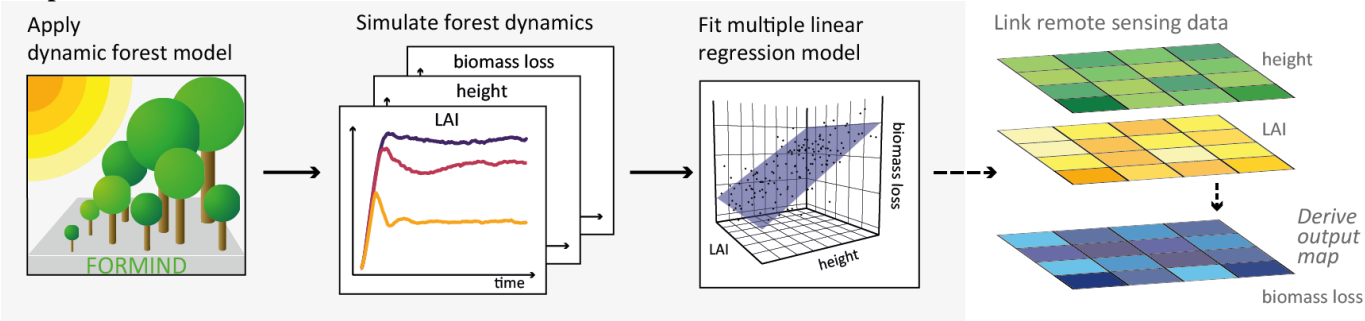 Apply
dynamic forest model
FORMIND
Simulate forest dynamics
biomass loss
height
LAI
time
Fit multiple linear
regression model
biomass loss
LAI
height
Link remote sensing data
height
LAI
Derive
output
map
biomass loss